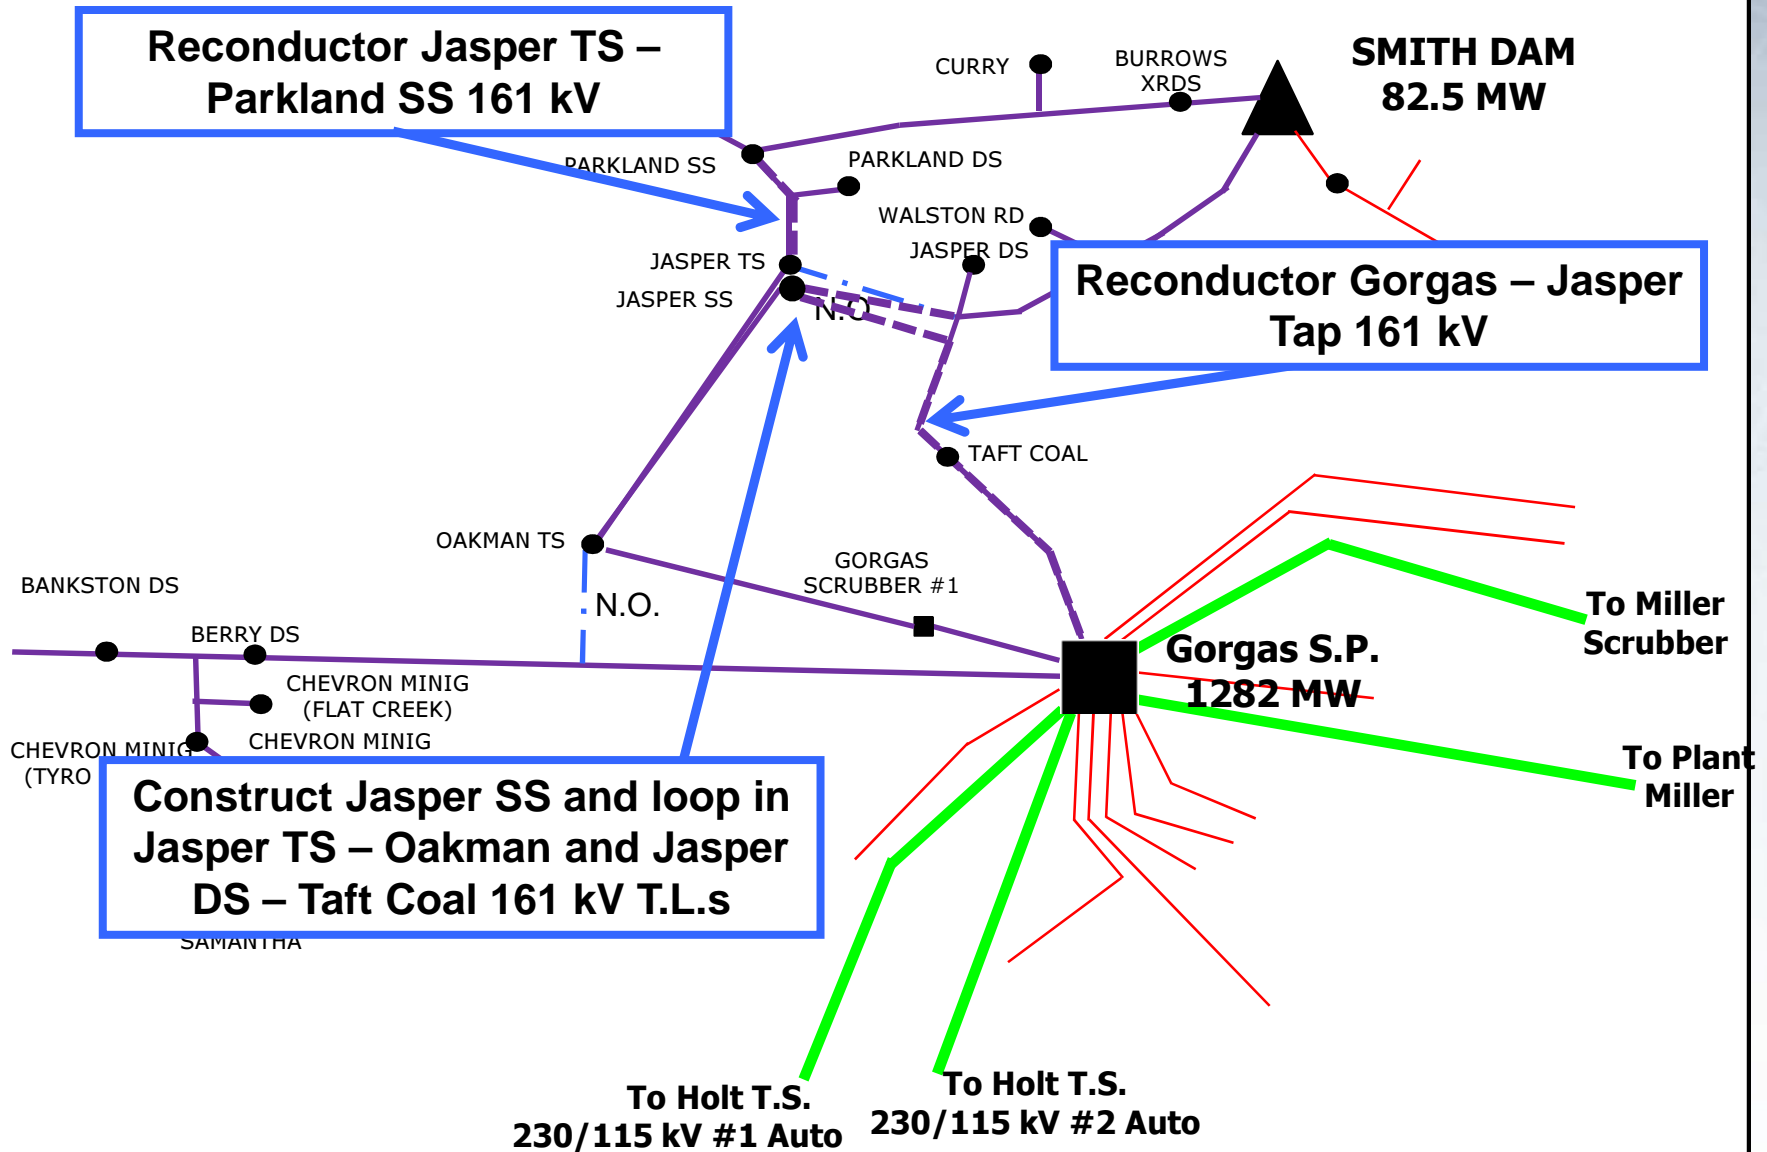 Reconductor Jasper TS –
Parkland SS 161 kV
CURRY
BURROWS
XRDS
SMITH DAM
82.5 MW
PARKLAND SS
PARKLAND DS
WALSTON RD
JASPER DS
JASPER TS
JASPER SS
N.O
Reconductor Gorgas – Jasper
Tap 161 kV
TAFT COAL
OAKMAN TS
GORGAS
SCRUBBER #1
N.O.
BANKSTON DS
BERRY DS
CHEVRON MINIG
(FLAT CREEK)
CHEVRON MINIG
(TYRO
CHEVRON MINIG
To Miller
Scrubber
Gorgas S.P.
1282 MW
To Plant
Miller
Construct Jasper SS and loop in
Jasper TS – Oakman and Jasper
DS – Taft Coal 161 kV T.L.s
SAMANTHA
To Holt T.S.
230/115 kV #1 Auto
To Holt T.S.
230/115 kV #2 Auto